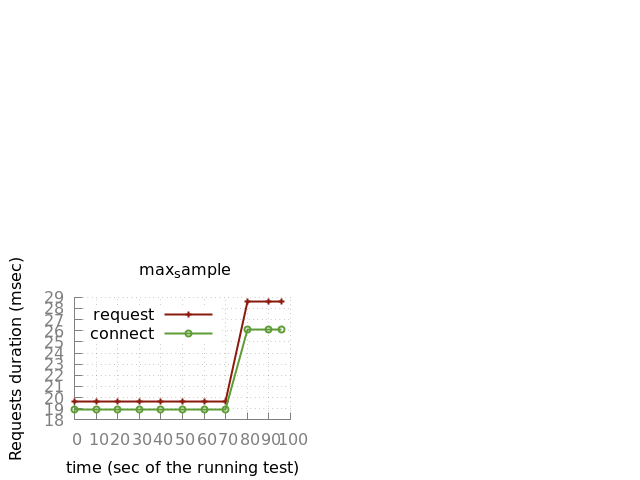 max_sample
Requests duration (msec)
29
28
27
26
25
24
23
22
21
20
19
18
request
connect
0 10 20 30 40 50 60 70 80 90 100
time (sec of the running test)